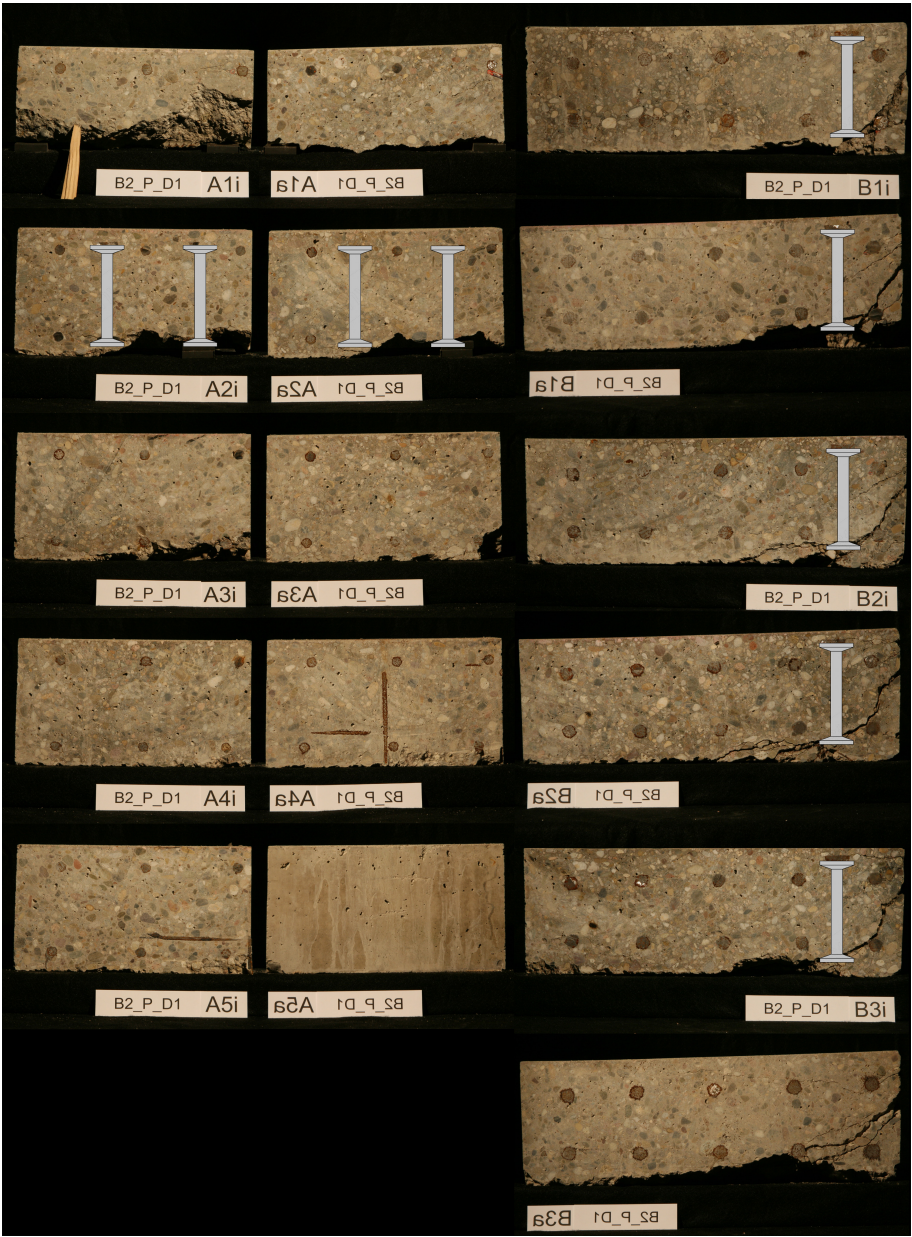 B2_P_D1 A1i
A1a B2_P_D1
B2_P_D1 B1i
B2_P_D1 A2i
A2a B2_P_D1
B1a B2_P_D1
B2_P_D1 A3i
A3a B2_P_D1
B2_P_D1 B2i
B2_P_D1 A4i
A4a B2_P_D1
B2a B2_P_D1
B2_P_D1 A5i
A5a B2_P_D1
B2_P_D1 B3i
B3a B2_P_D1